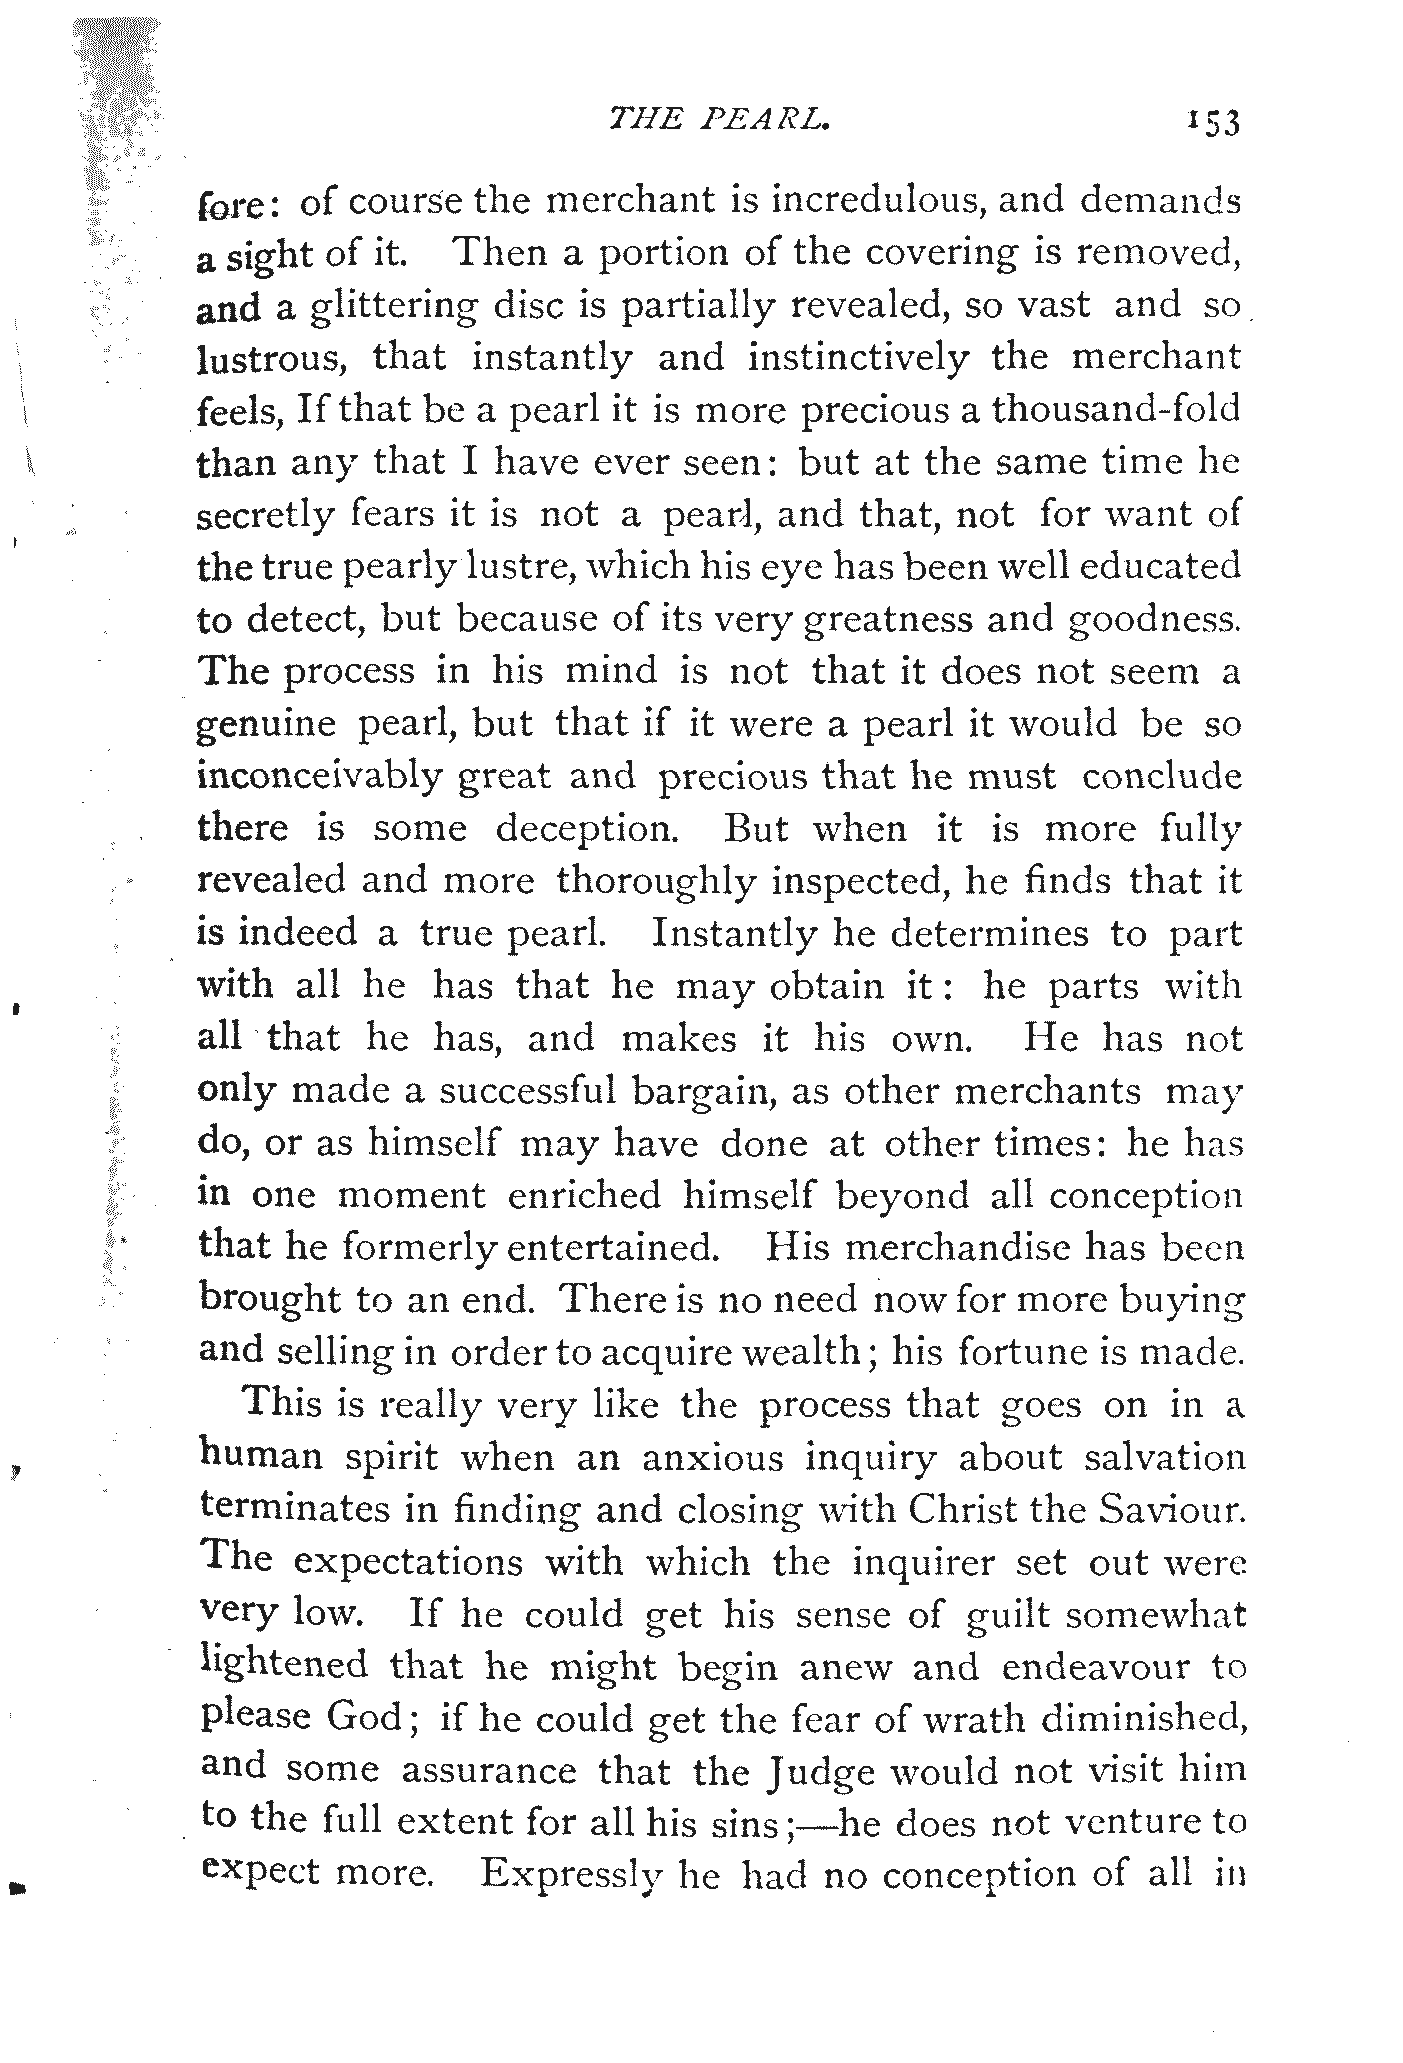 THE PEARL. 153
fore: of course the merchant is incredulous, and demands
a sight of it. Then a portion of the covering is removed,
and a glittering disc is partially revealed, so vast and so
lustrous, that instantly and instinctively the merchant
feels, If that be a pearl it is more precious a thousand-fold
than any that I have ever seen: but at the same time he
secretly fears it is not a pearl, and that, not for want of
the true pearly lustre, which his eye has been well educated
to detect, but because of its very greatness and goodness.
The process in his mind is not that it does not seem a
genuine pearl, but that if it were a pearl it would be so
inconceivably great and precious that he must conclude
there is some deception. But when it is more fully
revealed and more thoroughly inspected, he finds that it
is indeed a true pearl. Instantly he determines to part
with all he has that he may obtain it: he parts with
all that he has, and makes it his own. He has not
only made a successful bargain, as other merchants may
do, or as himself may have done at other times: he has
in one moment enriched himself beyond all conception
that he formerly entertained. His merchandise has been
brought to an end. There is no need now for more buying
and selling in order to acquire wealth; his fortune is made.
This is really very like the process that goes on in a
human spirit when an anxious inquiry about salvation
terminates in finding and closing with Christ the Saviour.
The expectations with which the inquirer set out were
very low. If he could get his sense of guilt somewhat
lightened that he might begin anew and endeavour to
please God; if he could get the fear of wrath diminished,
and some assurance that the Judge would not visit him
to the full extent for all his sins;—he does not venture to
expect more. Expressly he had no conception of all in